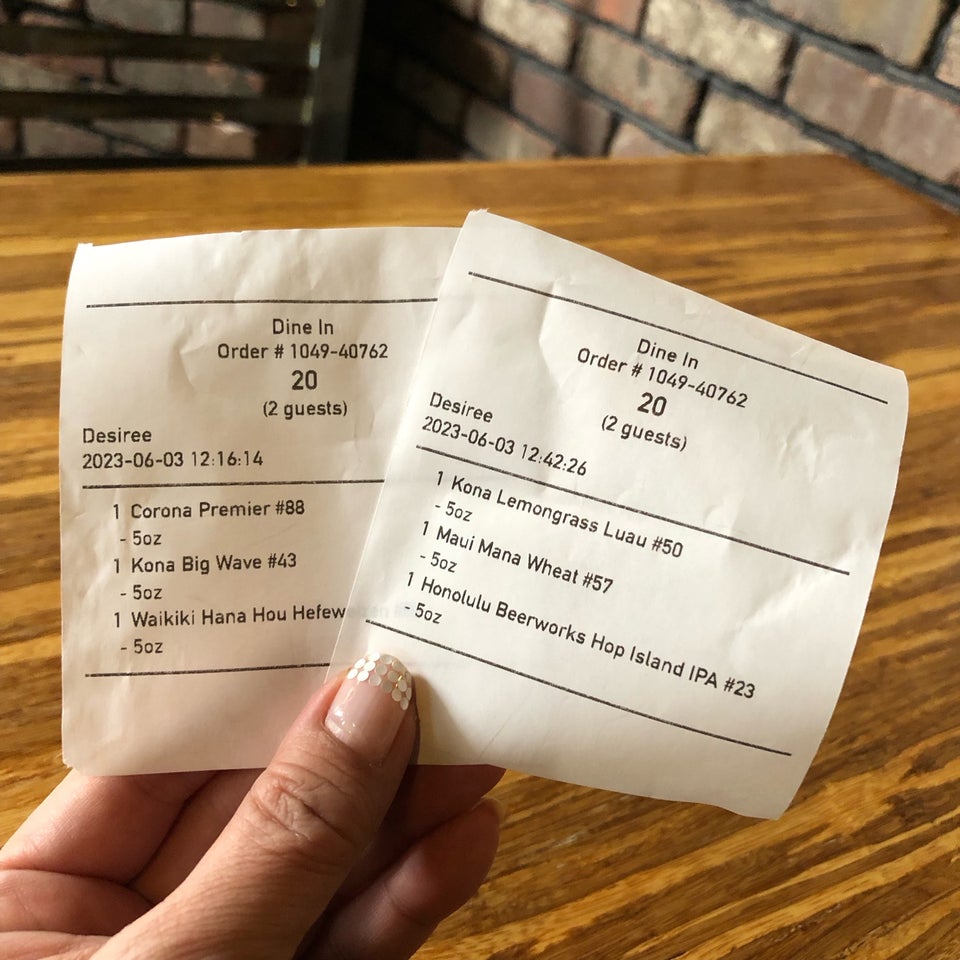 Dine In
Order # 1049-40762
20
(2 guests)
Desiree
2023-06-03 12:16:14
1 Corona Premier #88
- 5oz
1 Kona Big Wave #43
- 5oz
1 Waikiki Hana Hou Hefeweizen
- 5oz
Dine In
Order # 1049-40762
20
(2 guests)
Desiree
2023-06-03 12:42:26
1 Kona Lemongrass Luau #50
- 5oz
1 Maui Mana Wheat #57
- 5oz
1 Honolulu Beerworks Hop Island IPA #23
- 5oz